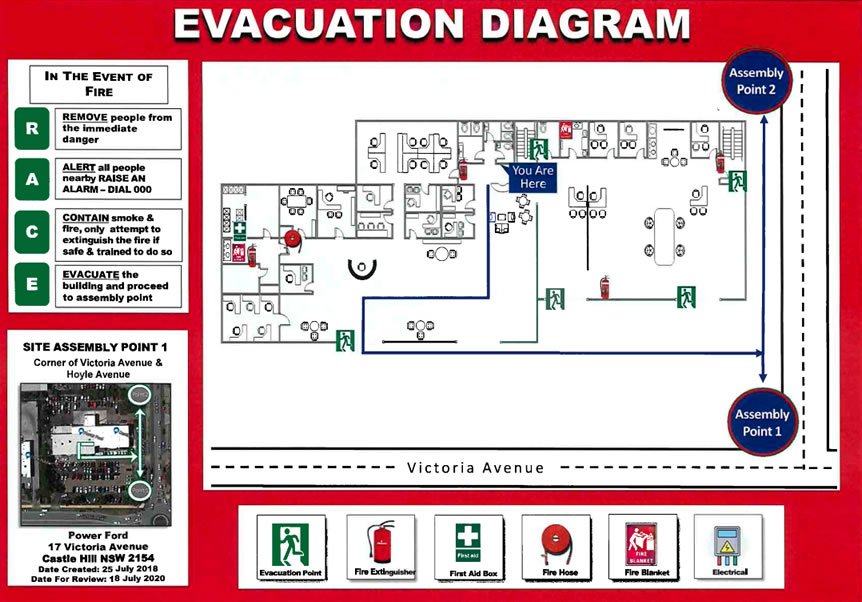 EVACUATION DIAGRAM
IN THE EVENT OF
FIRE
R
REMOVE people from
the immediate
danger
A
ALERT all people
nearby RAISE AN
ALARM – DIAL 000
C
CONTAIN smoke &
fire, only attempt to
extinguish the fire if
safe & trained to do so
E
EVACUATE the
building and proceed
to assembly point
SITE ASSEMBLY POINT 1
Corner of Victoria Avenue &
Hoyle Avenue
Power Ford
17 Victoria Avenue
Castle Hill NSW 2154
Date Created: 25 July 2018
Date For Review: 18 July 2020
Assembly
Point 2
You Are
Here
Assembly
Point 1
Victoria Avenue
Evacuation Point
Fire Extinguisher
First aid
First Aid Box
Fire Hose
FIRE
BLANKET
Fire Blanket
Electrical